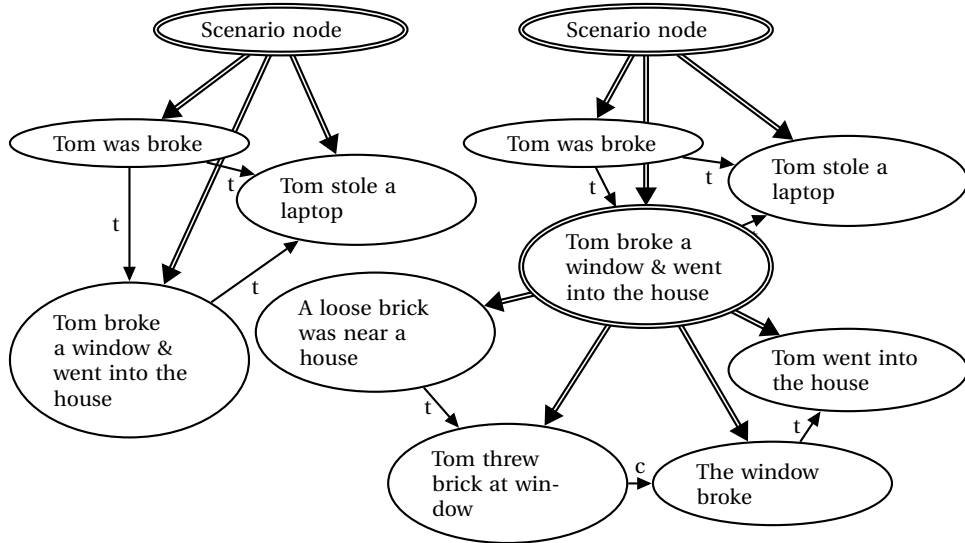 Scenario node
Tom was broke
t
Tom stole a
laptop
t
t
Tom broke
a window &
went into the
house
Scenario node
Tom was broke
t
Tom stole a
laptop
t
t
Tom broke a
window & went
into the house
A loose brick
was near a
house
t
Tom went into
the house
t
Tom threw
brick at win-
dow
c
The window
broke